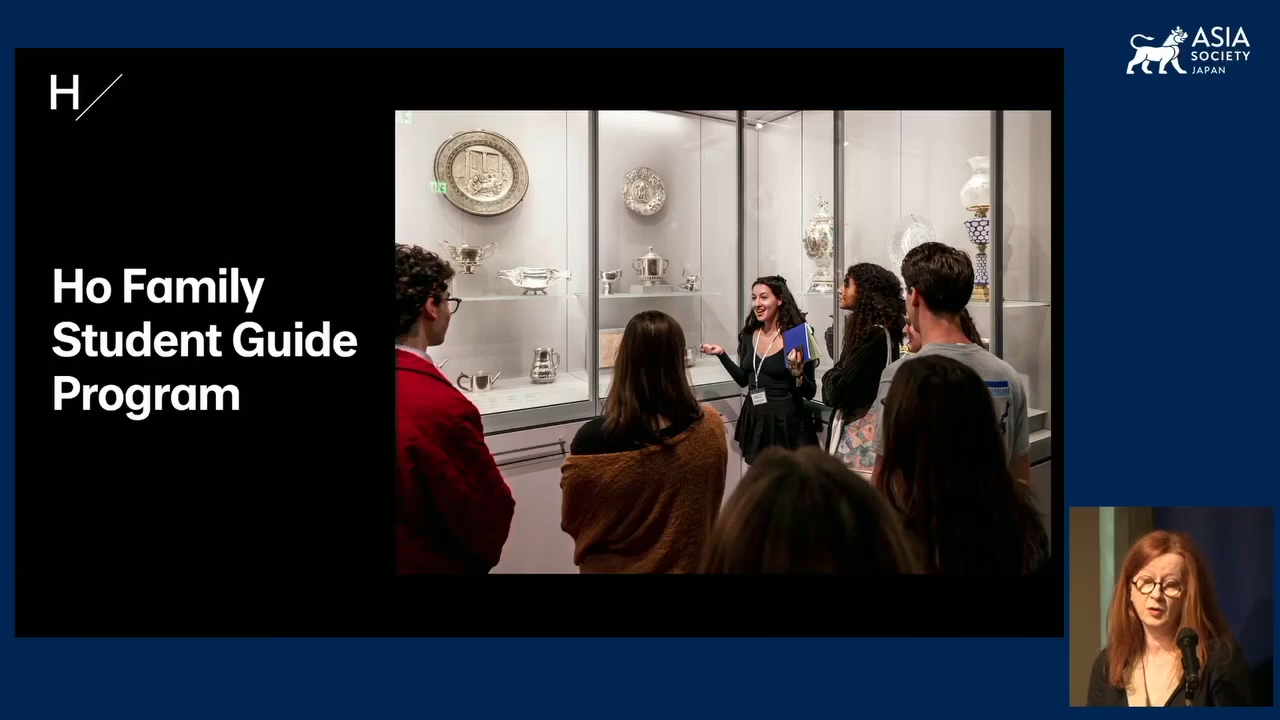 H/
Ho Family
Student Guide
Program
ASIA
SOCIETY
JAPAN